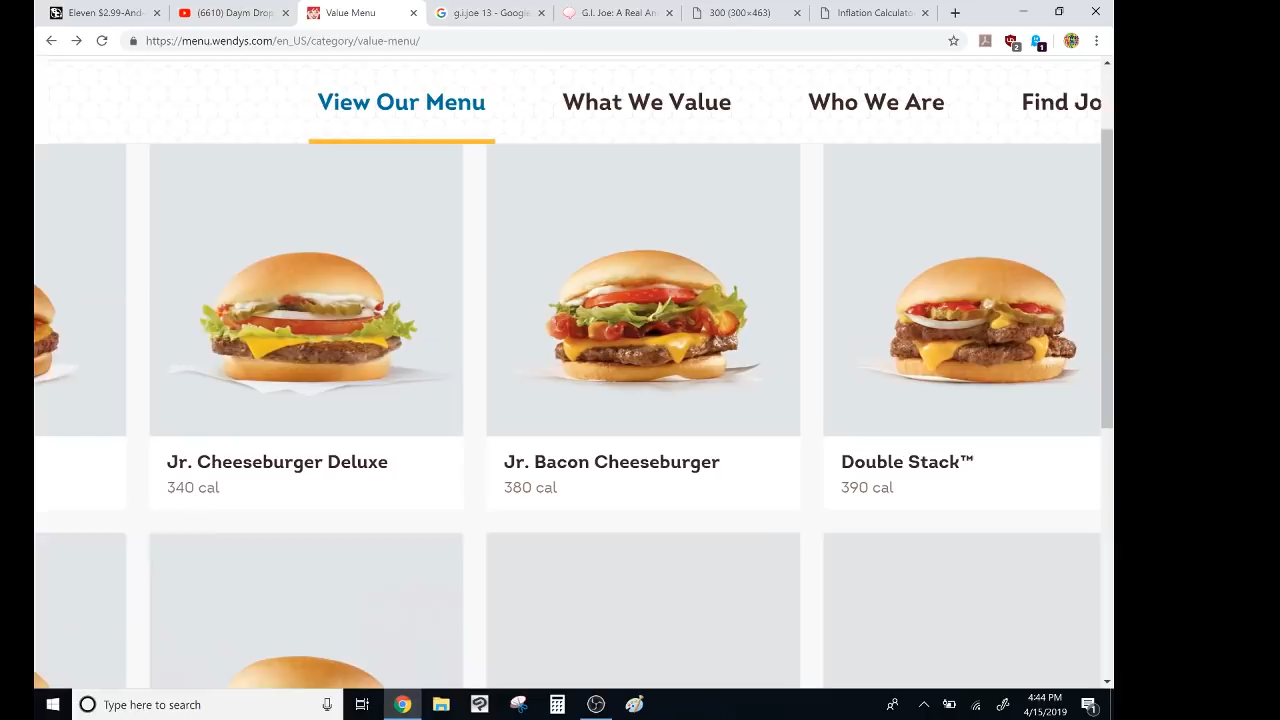 Eleven $2.99-And-
(6610) Daym Drop
Value Menu
g.i.joe 13 - Google
G.I. Joe: A Real Am
300 (300×463)
Inflation Calculato
https://menu.wendys.com/en_US/category/value-menu/
2
1
View Our Menu
What We Value
Who We Are
Find Jo
Jr. Cheeseburger Deluxe
340 cal
Jr. Bacon Cheeseburger
380 cal
Double Stack™
390 cal
Type here to search
4:44 PM
4/15/2019
1